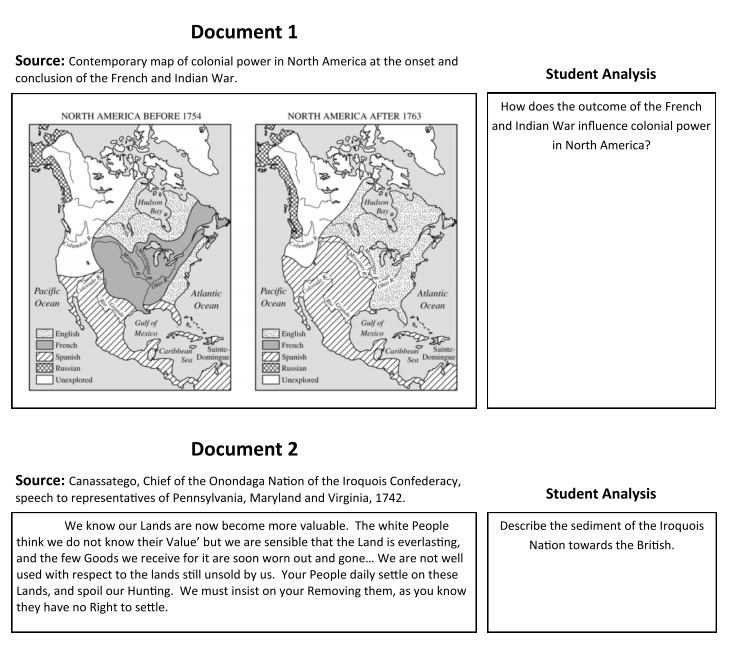 Document 1
Source: Contemporary map of colonial power in North America at the onset and
conclusion of the French and Indian War.
Student Analysis
NORTH AMERICA BEFORE 1754
Hudson
Bay
Columbia R.
Colorado R.
Ohio R.
Pacific
Ocean
Atlantic
Ocean
Gulf of
Mexico
Caribbean
Sea
Sainte-
Domingue
English
French
Spanish
Russian
Unexplored
NORTH AMERICA AFTER 1763
Hudson
Bay
Columbia R.
Ohio R.
Pacific
Ocean
Atlantic
Ocean
Gulf of
Mexico
Caribbean
Sea
Sainte-
Domingue
English
French
Spanish
Russian
Unexplored
How does the outcome of the French
and Indian War influence colonial power
in North America?
Document 2
Source: Canassatego, Chief of the Onondaga Nation of the Iroquois Confederacy,
speech to representatives of Pennsylvania, Maryland and Virginia, 1742.
Student Analysis
We know our Lands are now become more valuable.  The white People
think we do not know their Value’ but we are sensible that the Land is everlasting,
and the few Goods we receive for it are soon worn out and gone… We are not well
used with respect to the lands still unsold by us.  Your People daily settle on these
Lands, and spoil our Hunting.  We must insist on your Removing them, as you know
they have no Right to settle.
Describe the sediment of the Iroquois
Nation towards the British.